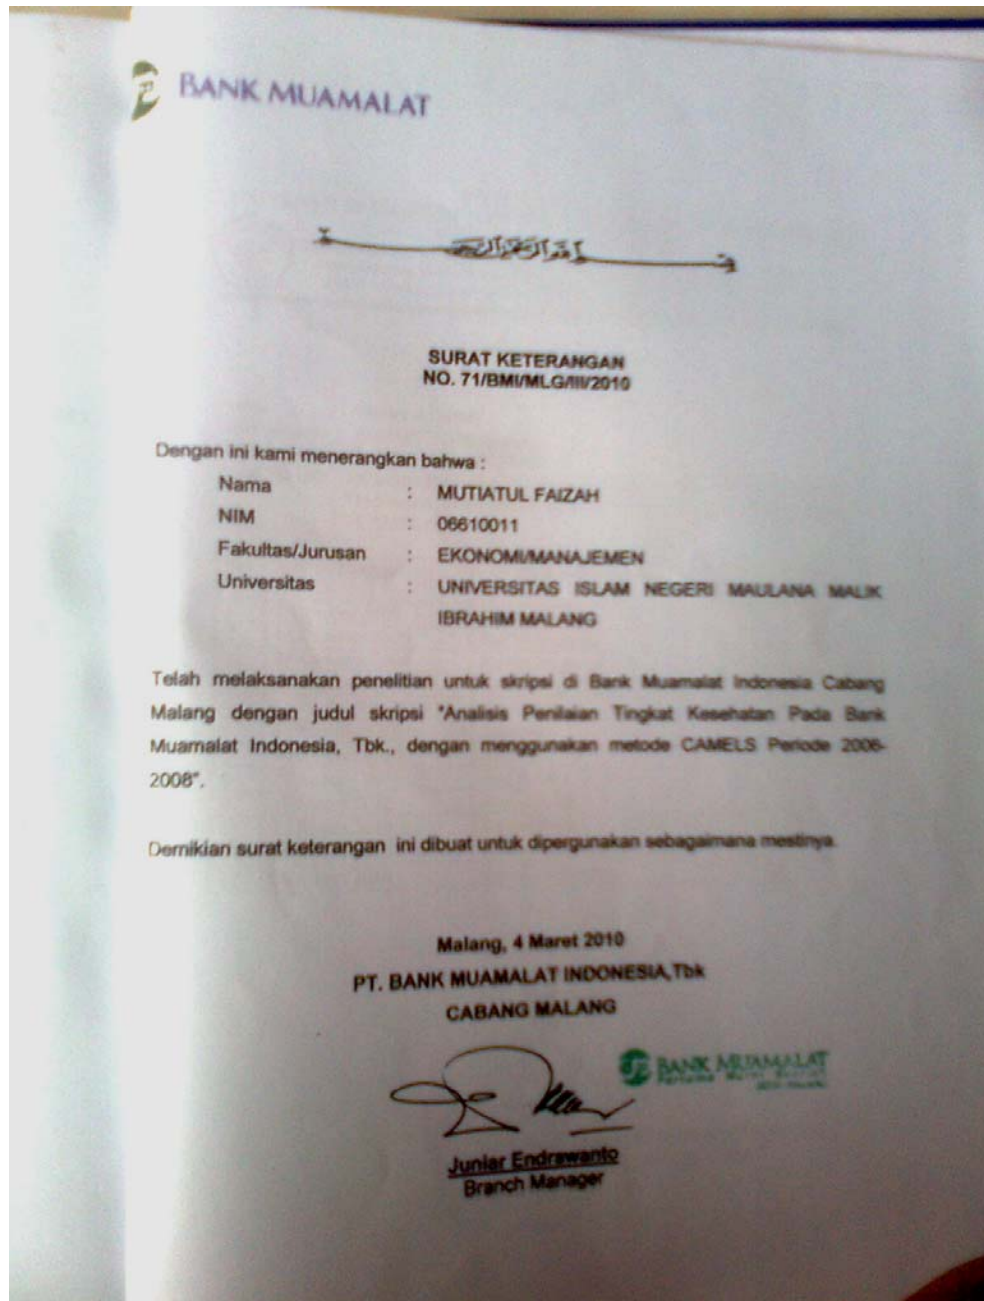 BANK MUAMALAT
SURAT KETERANGAN
NO. 71/BMI/MLG/III/2010
Dengan ini kami menerangkan bahwa :
Nama : MUTIATUL FAIZAH
NIM : 06610011
Fakultas/Jurusan : EKONOMI/MANAJEMEN
Universitas : UNIVERSITAS ISLAM NEGERI MAULANA MALIK
IBRAHIM MALANG
Telah melaksanakan penelitian untuk skripsi di Bank Muamalat Indonesia Cabang
Malang dengan judul skripsi "Analisis Penilaian Tingkat Kesehatan Pada Bank
Muamalat Indonesia, Tbk., dengan menggunakan metode CAMELS Periode 2006-
2008".
Demikian surat keterangan ini dibuat untuk dipergunakan sebagaimana mestinya.
Malang, 4 Maret 2010
PT. BANK MUAMALAT INDONESIA,Tbk
CABANG MALANG
BANK MUAMALAT
Juniar Endrawanto
Branch Manager